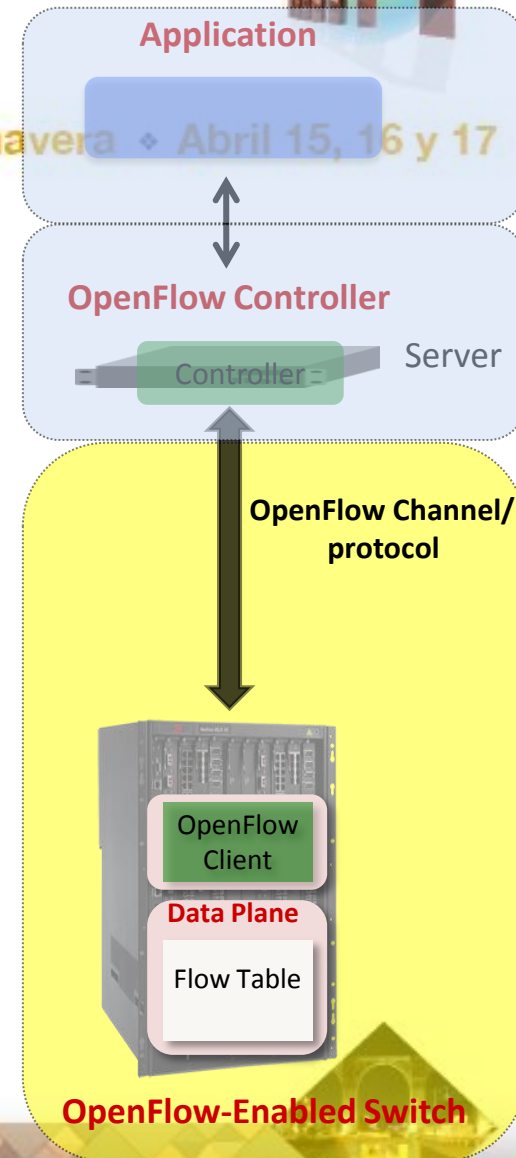 Application
avera ❖ Abril 15, 16 y 17
OpenFlow Controller
Server
Controller
OpenFlow Channel/
protocol
OpenFlow
Client
Data Plane
Flow Table
OpenFlow-Enabled Switch